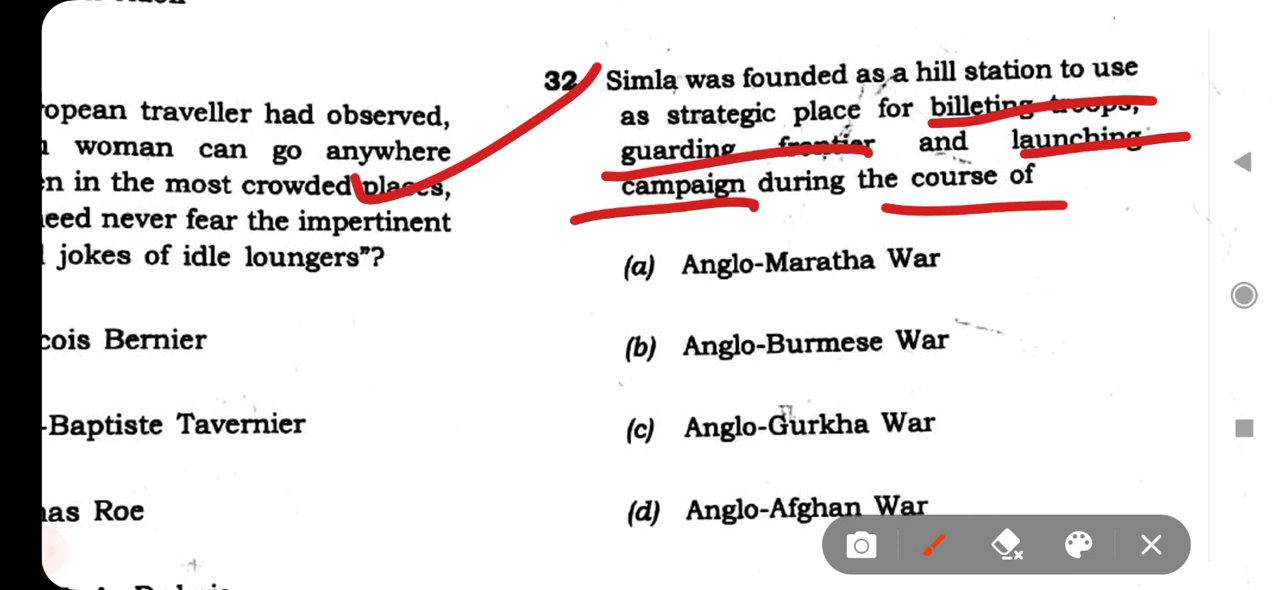 ropean traveller had observed,
woman can go anywhere
en in the most crowded places,
eed never fear the impertinent
jokes of idle loungers"?
cois Bernier
-Baptiste Tavernier
nas Roe
32. Simla was founded as a hill station to use
as strategic place for billeting troops,
guarding frontier and launching
campaign during the course of
(a) Anglo-Maratha War
(b) Anglo-Burmese War
(c) Anglo-Gurkha War
(d) Anglo-Afghan War